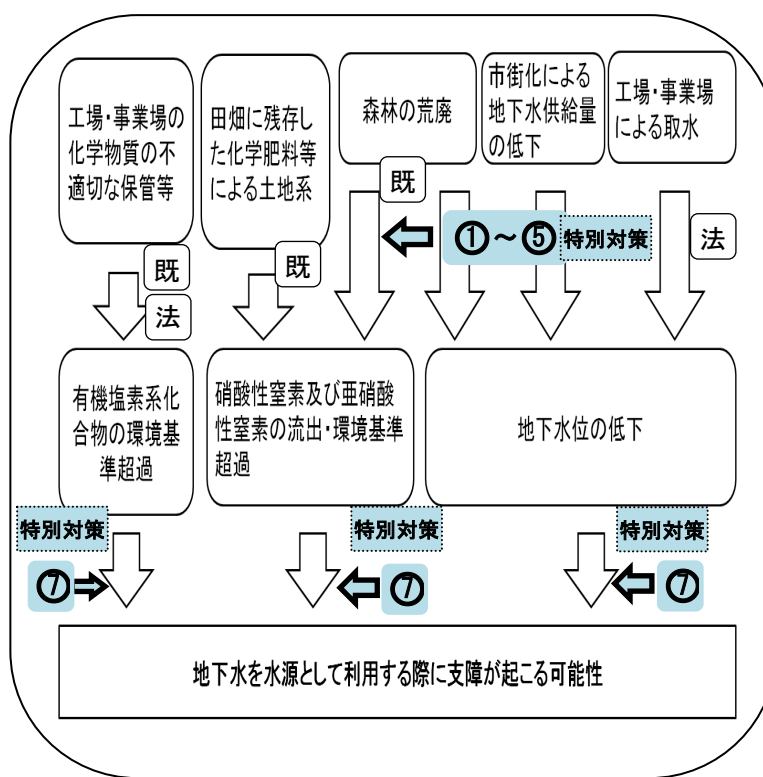 工場・事業場の
化学物質の不
適切な保管等
田畑に残存し
た化学肥料等
による土地系
森林の荒廃
市街化による
地下水供給量
の低下
工場・事業場
による取水
既
法
既
既
①～⑤ 特別対策
法
有機塩素系化
合物の環境基
準超過
硝酸性窒素及び亜硝酸
性窒素の流出・環境基準
超過
地下水位の低下
特別対策
⑦
特別対策
⑦
特別対策
⑦
地下水を水源として利用する際に支障が起こる可能性